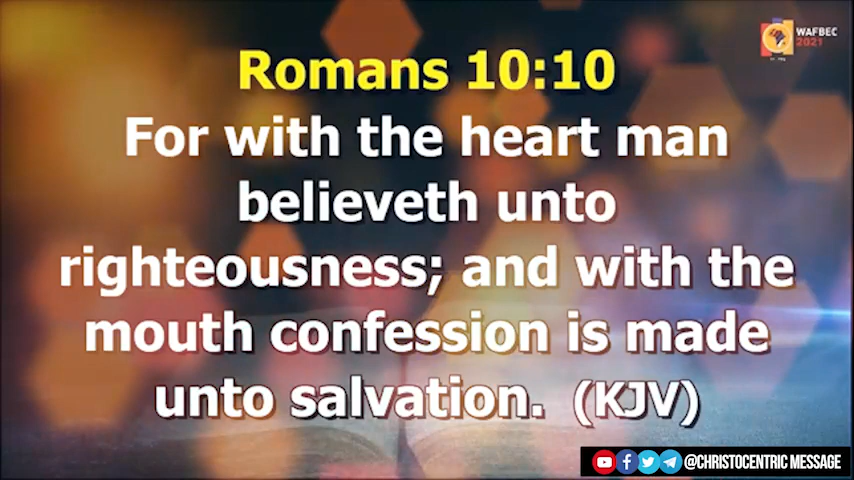 WAFBEC
2021
Romans 10:10
For with the heart man
believeth unto
righteousness; and with the
mouth confession is made
unto salvation. (KJV)
@CHRISTOCENTRIC MESSAGE